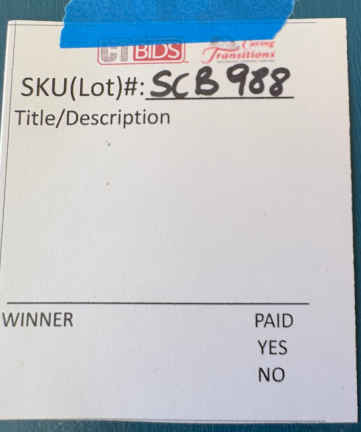 CTBIDS Caring
Transitions
SKU(Lot)#: SCB988
Title/Description
WINNER PAID
YES
NO